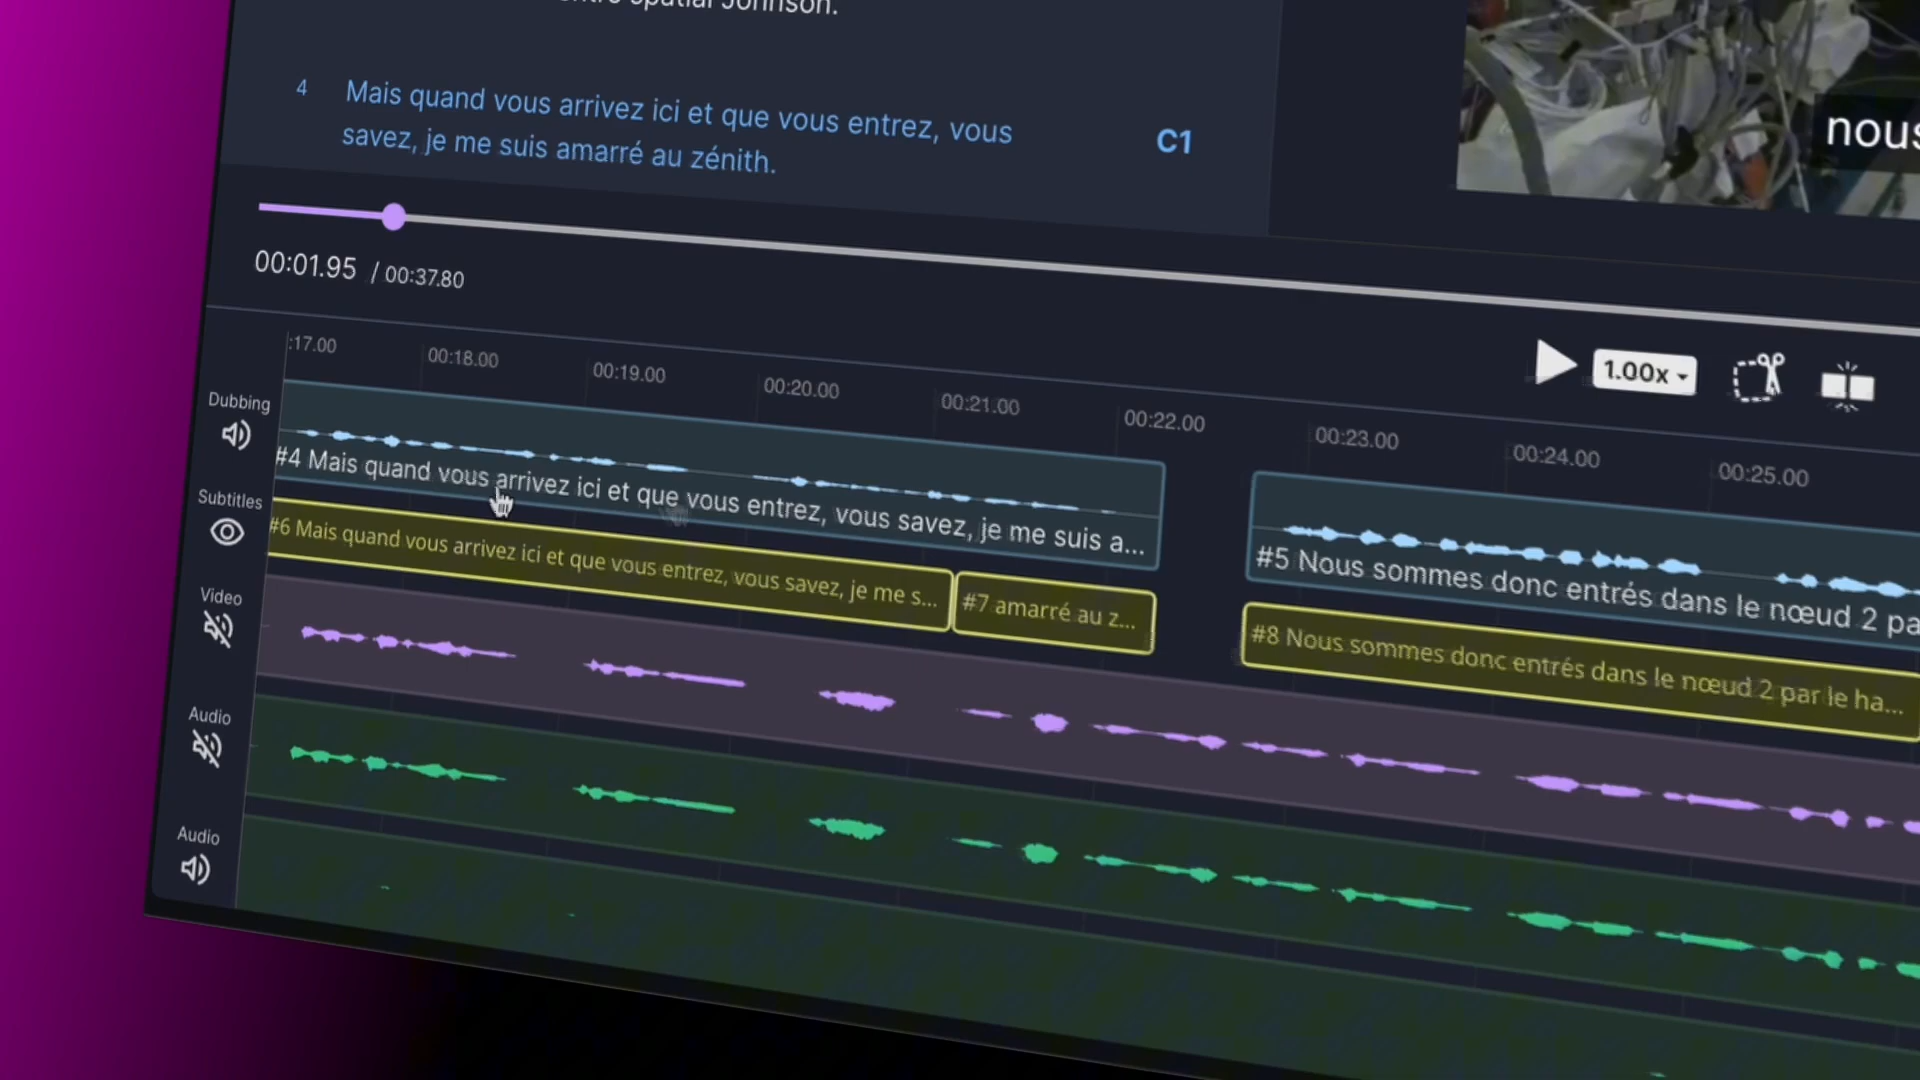 spatial Johnson.
4
Mais quand vous arrivez ici et que vous entrez, vous
savez, je me suis amarré au zénith.
C1
nous
00:01.95 / 00:37.80
1.00x
:17.00 00:18.00 00:19.00 00:20.00 00:21.00 00:22.00 00:23.00 00:24.00 00:25.00
Dubbing
#4 Mais quand vous arrivez ici et que vous entrez, vous savez, je me suis a...
#5 Nous sommes donc entrés dans le nœud 2 pa
Subtitles
#6 Mais quand vous arrivez ici et que vous entrez, vous savez, je me s...
#7 amarré au z...
#8 Nous sommes donc entrés dans le nœud 2 par le ha...
Video
Audio
Audio